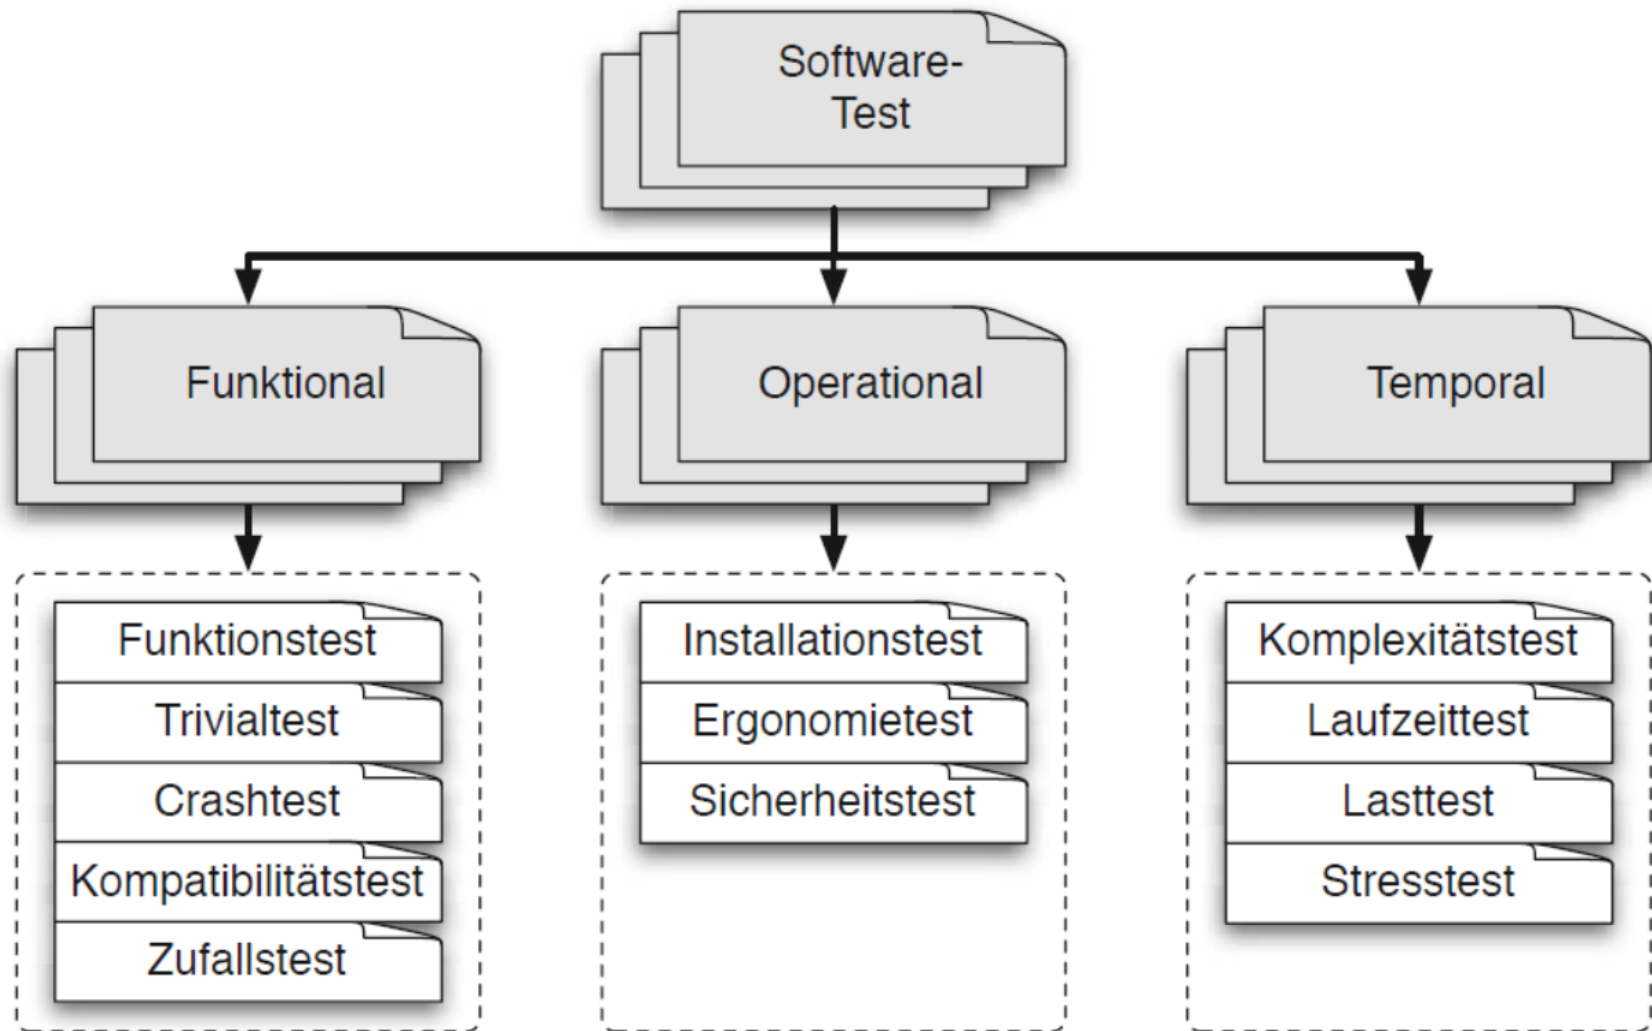 Software-
Test
Funktional
Operational
Temporal
Funktionstest
Trivialtest
Crashtest
Kompatibilitätstest
Zufallstest
Installationstest
Ergonomietest
Sicherheitstest
Komplexitätstest
Laufzeittest
Lasttest
Stresstest